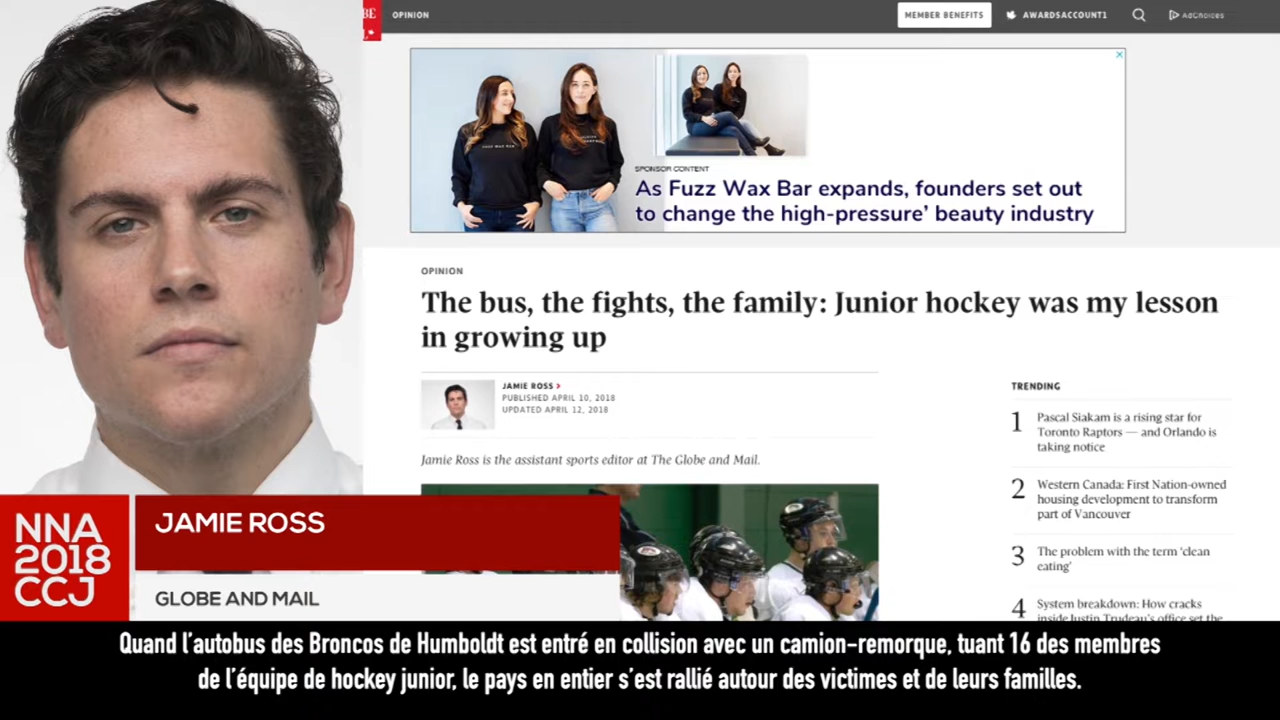 BE
OPINION
MEMBER BENEFITS
AWARDSACCOUNT1
AdChoices
SPONSOR CONTENT
As Fuzz Wax Bar expands, founders set out
to change the high-pressure' beauty industry
OPINION
The bus, the fights, the family: Junior hockey was my lesson
in growing up
JAMIE ROSS >
PUBLISHED APRIL 10, 2018
UPDATED APRIL 12, 2018
Jamie Ross is the assistant sports editor at The Globe and Mail.
TRENDING
1 Pascal Siakam is a rising star for
Toronto Raptors — and Orlando is
taking notice
2 Western Canada: First Nation-owned
housing development to transform
part of Vancouver
3 The problem with the term 'clean
eating'
4 System breakdown: How cracks
inside Justin Trudeau's office set the
NNA
2018
CCJ
JAMIE ROSS
GLOBE AND MAIL
Quand l'autobus des Broncos de Humboldt est entré en collision avec un camion-remorque, tuant 16 des membres
de l'équipe de hockey junior, le pays en entier s'est rallié autour des victimes et de leurs familles.